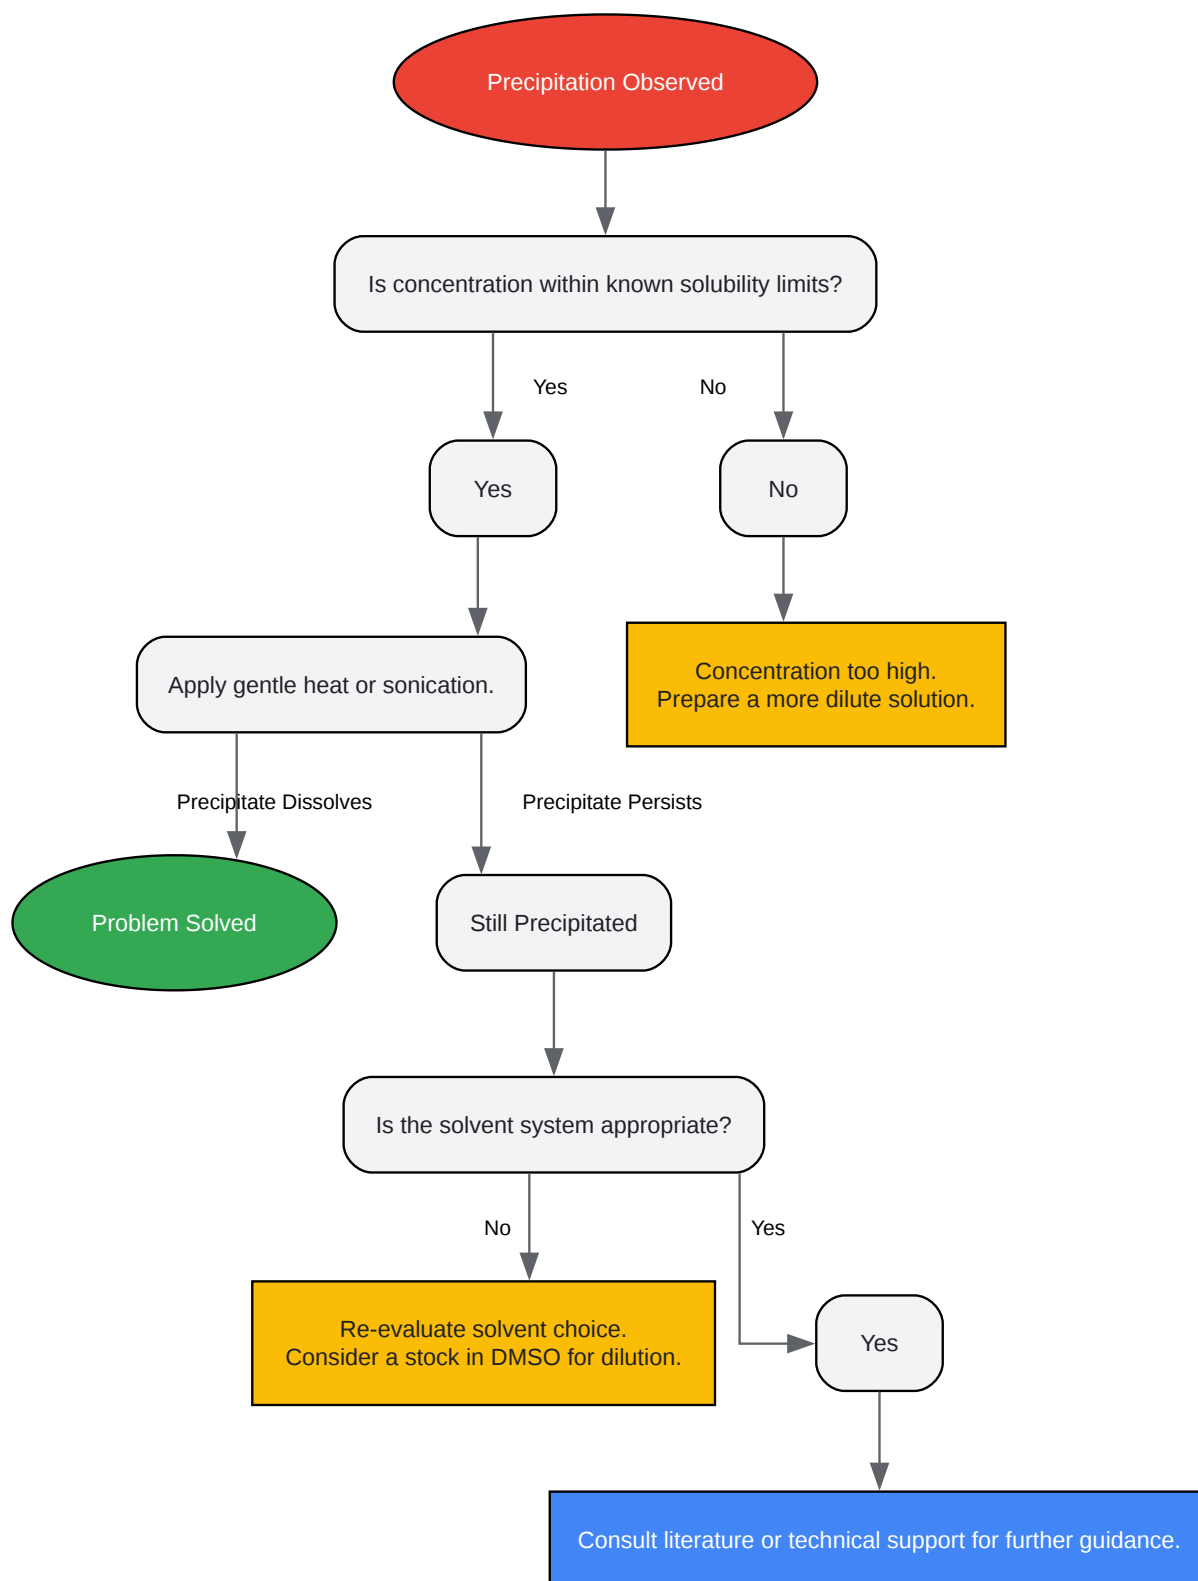 Precipitation Observed
Is concentration within known solubility limits?
Yes
No
Yes
No
Apply gentle heat or sonication.
Concentration too high.
Prepare a more dilute solution.
Precipitate Dissolves
Precipitate Persists
Problem Solved
Still Precipitated
Is the solvent system appropriate?
No
Yes
Re-evaluate solvent choice.
Consider a stock in DMSO for dilution.
Yes
Consult literature or technical support for further guidance.